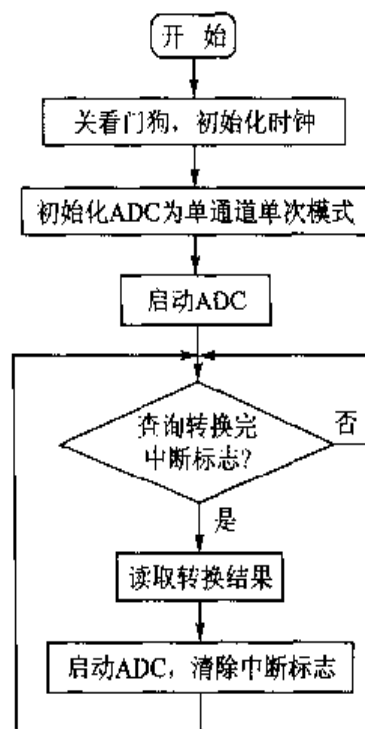 开 始
关看门狗，初始化时钟
初始化ADC为单通道单次模式
启动ADC
查询转换完
中断标志?
否
是
读取转换结果
启动ADC，清除中断标志